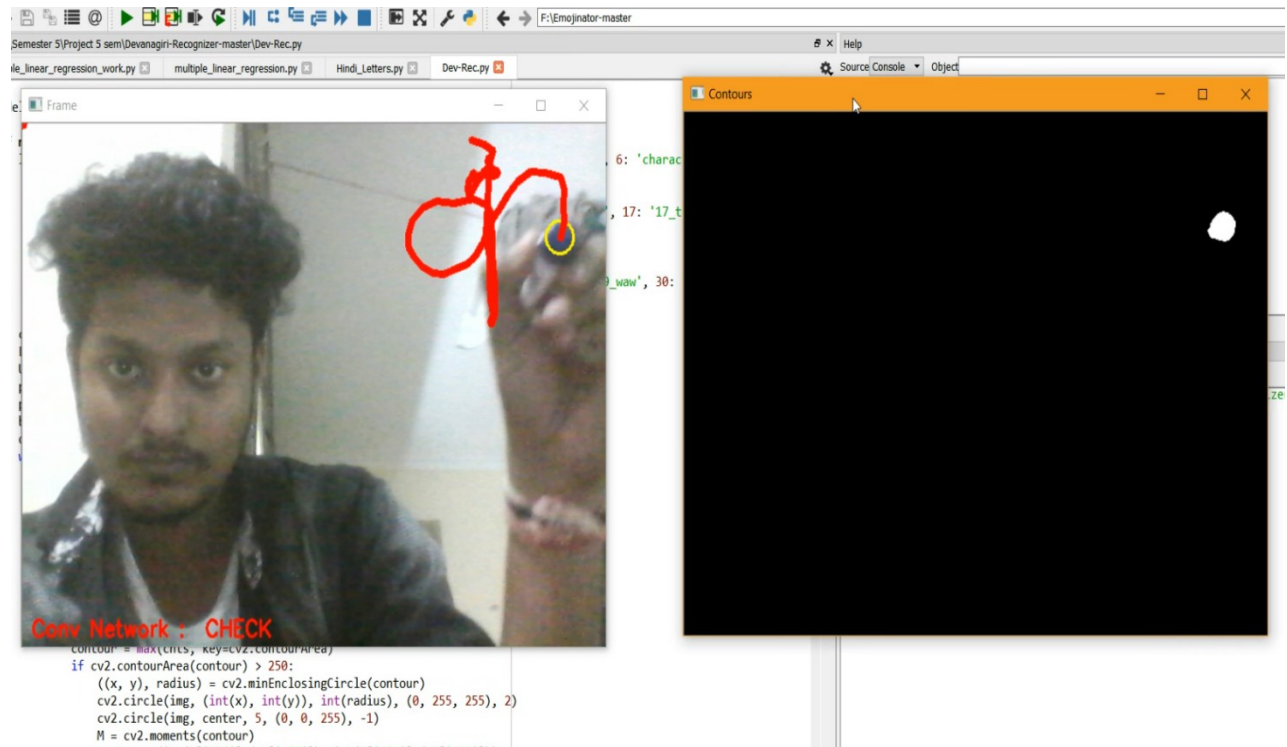 F:\Emojinator-master
Semester 5\Project 5 sem\Devanagiri-Recognizer-master\Dev-Rec.py
Help
le_linear_regression_work.py
multiple_linear_regression.py
Hindi_Letters.py
Dev-Rec.py
Source Console
Object
Frame
Contours
, 6: 'charac
', 17: '17_t
9_waw', 30:
क
Conv Network : CHECK
contour = max(cnts, key=cv2.contourArea)
if cv2.contourArea(contour) > 250:
((x, y), radius) = cv2.minEnclosingCircle(contour)
cv2.circle(img, (int(x), int(y)), int(radius), (0, 255, 255), 2)
cv2.circle(img, center, 5, (0, 0, 255), -1)
M = cv2.moments(contour)